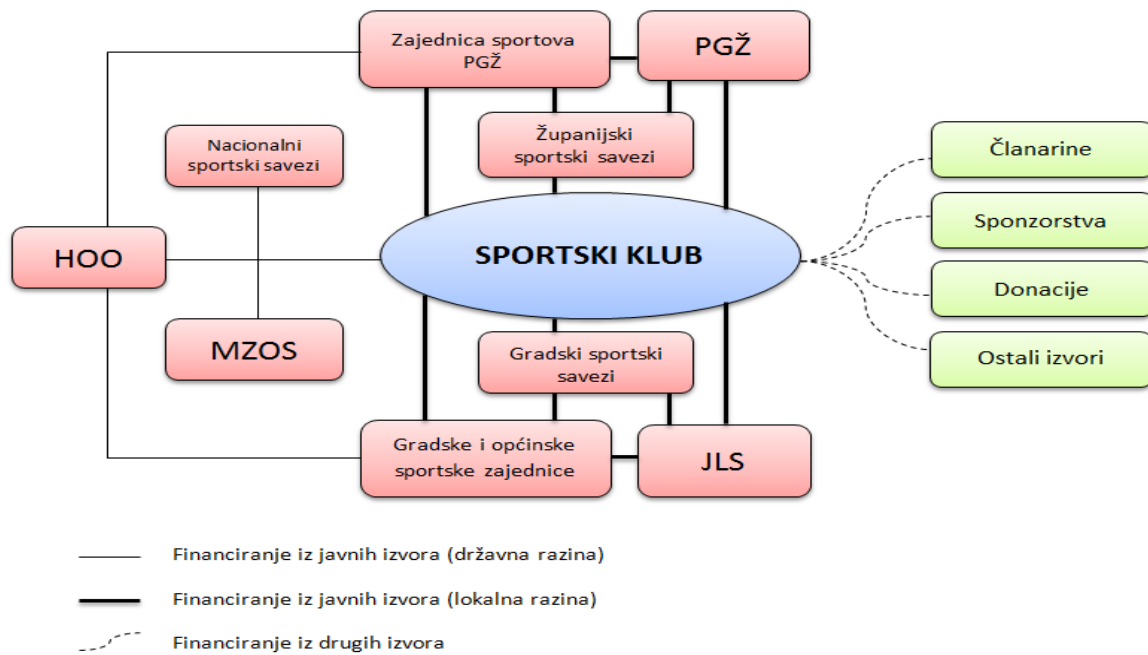 Zajednica sportova
PGŽ
PGŽ
Županijski
sportski savezi
Nacionalni
sportski savezi
Članarine
Sponzorstva
HOO
SPORTSKI KLUB
Donacije
MZOS
Gradski sportski
savezi
Ostali izvori
Gradske i općinske
sportske zajednice
JLS
Financiranje iz javnih izvora (državna razina)
Financiranje iz javnih izvora (lokalna razina)
Financiranje iz drugih izvora